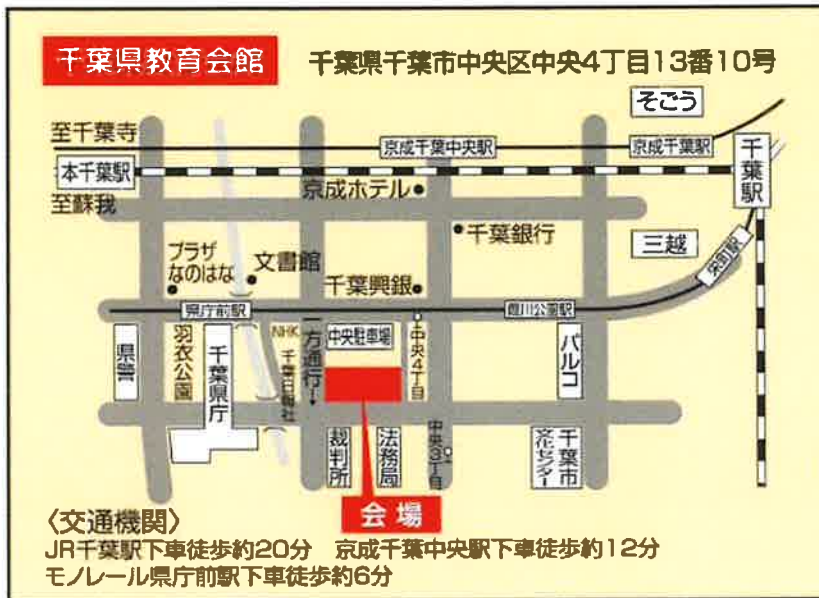 千葉県教育会館
千葉県千葉市中央区中央4丁目13番10号
そごう
至千葉寺
京成千葉中央駅
京成千葉駅
千葉駅
本千葉駅
京成ホテル
至蘇我
千葉銀行
三越
栄町駅
プラザ
なのはな
文書館
千葉興銀
県庁前駅
葭川公園駅
県警
羽衣公園
千葉県庁
NHK
千葉日報社
一方通行→
中央駐車場
中央4丁目
パルコ
裁判所
法務局
中央3丁目
千葉市
文化センター
会場
〈交通機関〉
JR千葉駅下車徒歩約20分 京成千葉中央駅下車徒歩約12分
モノレール県庁前駅下車徒歩約6分